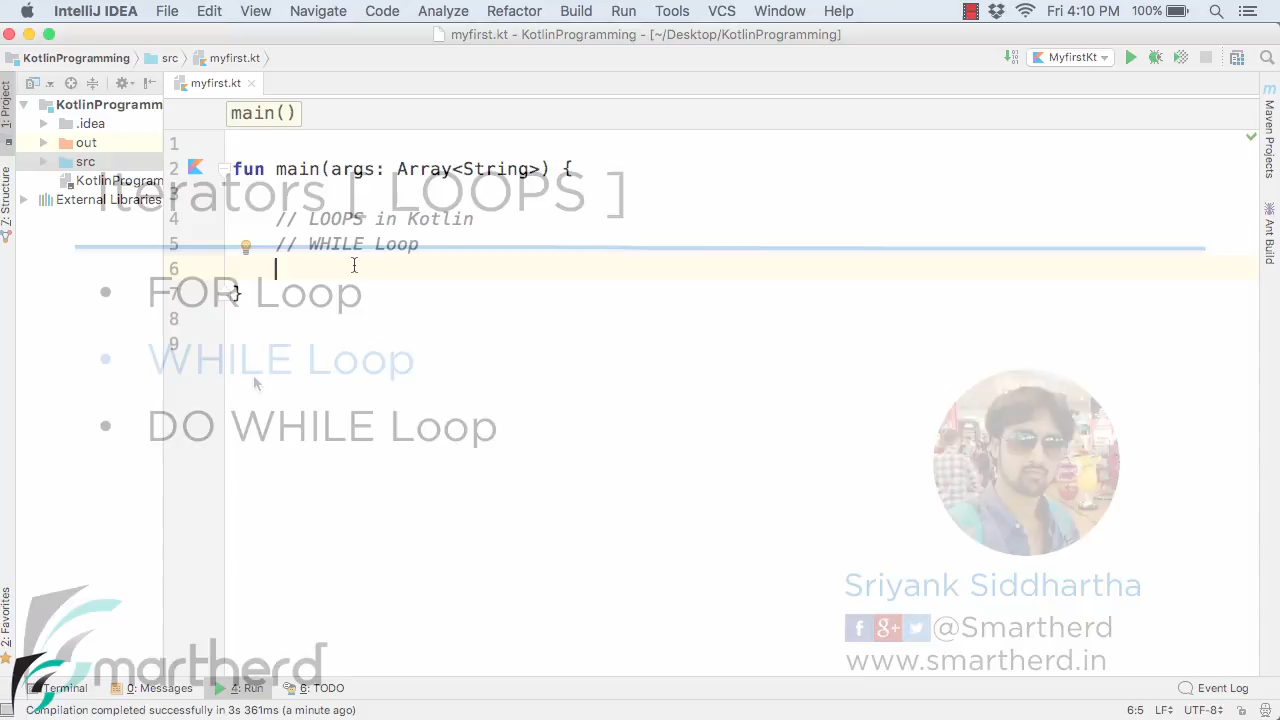 IntelliJ IDEA File Edit View Navigate Code Analyze Refactor Build Run Tools VCS Window Help Fri 4:10 PM 100%
myfirst.kt - KotlinProgramming - [~/Desktop/KotlinProgramming]
KotlinProgramming src myfirst.kt MyfirstKt
1: Project
KotlinProgramm
myfirst.kt
.idea
out
src
KotlinProgram
External Libraries
7: Structure
2: Favorites
main()
1
2 fun main(args: Array<String>) {
3
4 // LOOPS in Kotlin
5 // WHILE Loop
6
7 }
8
9
Iterators [ LOOPS ]
• FOR Loop
• WHILE Loop
• DO WHILE Loop
m
Maven Projects
Ant Build
Sriyank Siddhartha
f g+ @Smartherd
www.smartherd.in
smartherd
Terminal 0: Messages 4: Run 6: TODO Event Log
Compilation completed successfully in 3s 361ms (a minute ago) 6:5 LF÷ UTF-8÷